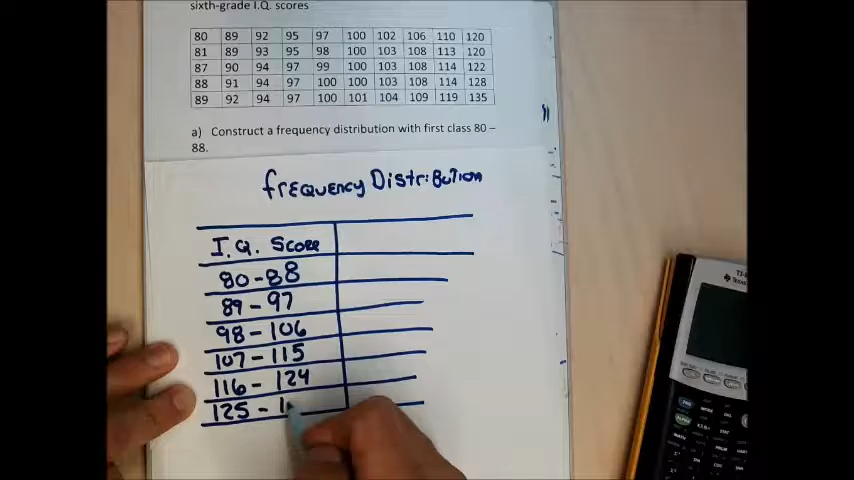 sixth-grade I.Q. scores
80 89 92 95 97 100 102 106 110 120
81 89 93 95 98 100 103 108 113 120
87 90 94 97 99 100 103 108 114 122
88 91 94 97 100 100 103 108 114 128
89 92 94 97 100 101 104 109 119 135
a) Construct a frequency distribution with first class 80 –
88.
frequency Distribution
I.Q. Score
80-88
89-97
98-106
107-115
116-124
125-1